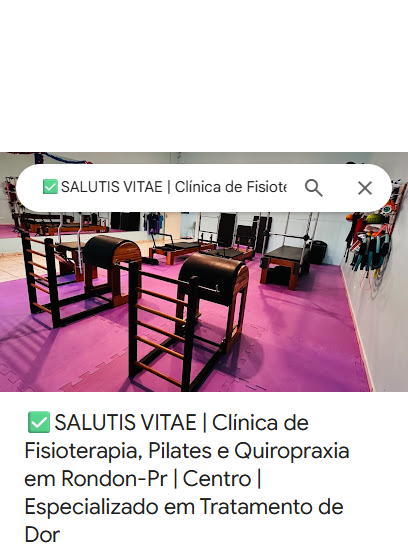 ✅ SALUTIS VITAE | Clínica de Fisiote
✅ SALUTIS VITAE | Clínica de
Fisioterapia, Pilates e Quiropraxia
em Rondon-Pr | Centro |
Especializado em Tratamento de
Dor